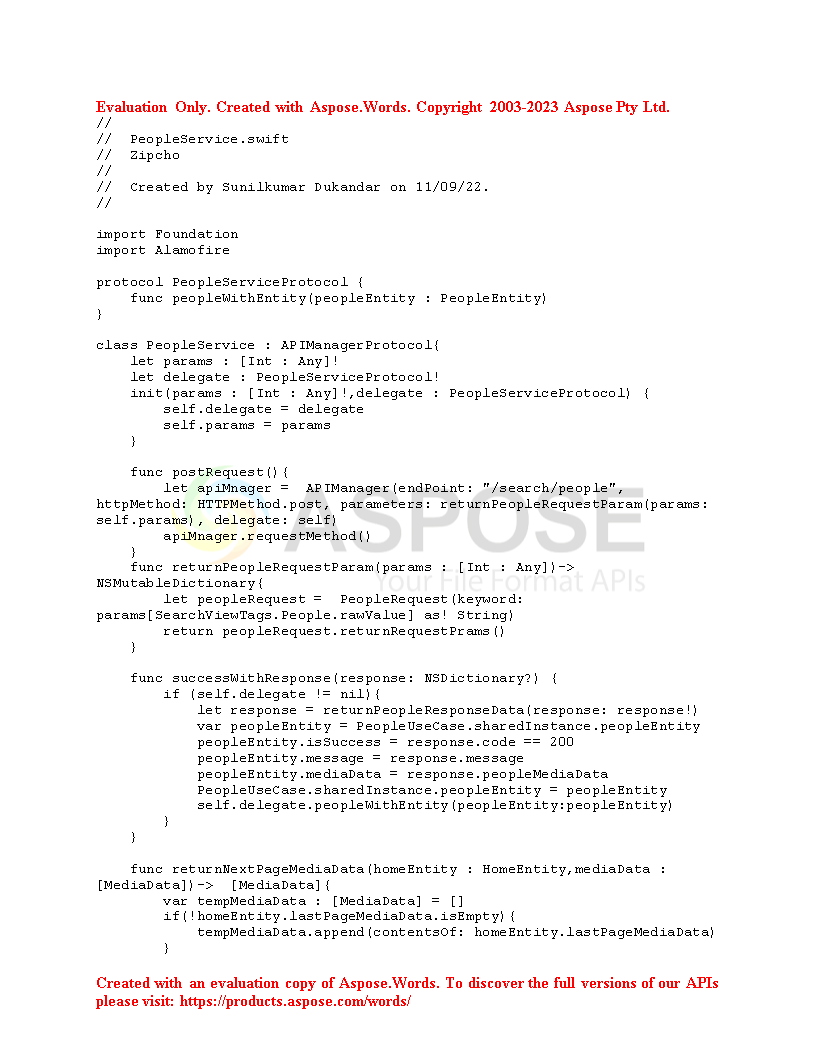 Evaluation Only. Created with Aspose.Words. Copyright 2003-2023 Aspose Pty Ltd.
//
//  PeopleService.swift
//  Zipcho
//
//  Created by Sunilkumar Dukandar on 11/09/22.
//
import Foundation
import Alamofire
protocol PeopleServiceProtocol {
    func peopleWithEntity(peopleEntity : PeopleEntity)
}
class PeopleService : APIManagerProtocol{
    let params : [Int : Any]!
    let delegate : PeopleServiceProtocol!
    init(params : [Int : Any]!,delegate : PeopleServiceProtocol) {
        self.delegate = delegate
        self.params = params
    }
    func postRequest(){
        let apiMnager =  APIManager(endPoint: "/search/people",
httpMethod: HTTPMethod.post, parameters: returnPeopleRequestParam(params:
self.params), delegate: self)
        apiMnager.requestMethod()
    }
ASPOSE
    func returnPeopleRequestParam(params : [Int : Any])->
NSMutableDictionary{
Your File Format APIs
        let peopleRequest =  PeopleRequest(keyword:
params[SearchViewTags.People.rawValue] as! String)
        return peopleRequest.returnRequestPrams()
    }
    func successWithResponse(response: NSDictionary?) {
        if (self.delegate != nil){
            let response = returnPeopleResponseData(response: response!)
            var peopleEntity = PeopleUseCase.sharedInstance.peopleEntity
            peopleEntity.isSuccess = response.code == 200
            peopleEntity.message = response.message
            peopleEntity.mediaData = response.peopleMediaData
            PeopleUseCase.sharedInstance.peopleEntity = peopleEntity
            self.delegate.peopleWithEntity(peopleEntity:peopleEntity)
        }
    }
    func returnNextPageMediaData(homeEntity : HomeEntity,mediaData :
[MediaData])->  [MediaData]{
        var tempMediaData : [MediaData] = []
        if(!homeEntity.lastPageMediaData.isEmpty){
            tempMediaData.append(contentsOf: homeEntity.lastPageMediaData)
        }
Created with an evaluation copy of Aspose.Words. To discover the full versions of our APIs
please visit: https://products.aspose.com/words/